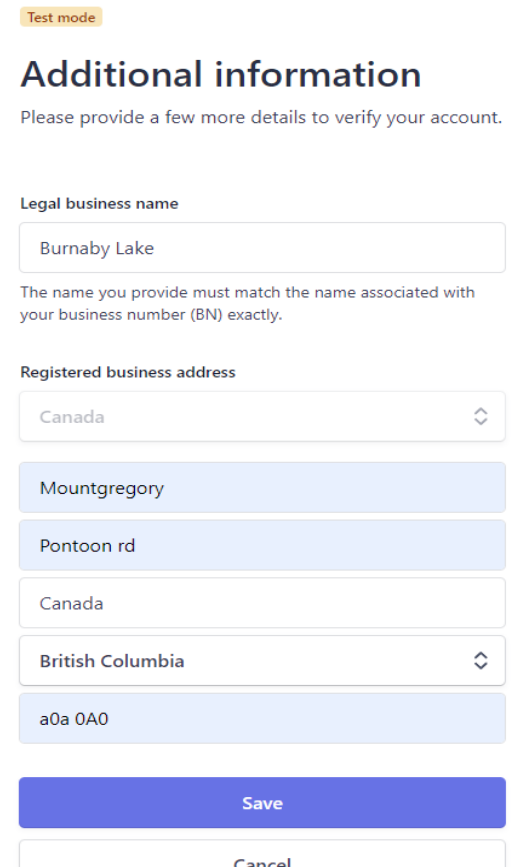 Test mode
Additional information
Please provide a few more details to verify your account.
Legal business name
Burnaby Lake
The name you provide must match the name associated with
your business number (BN) exactly.
Registered business address
Canada
Mountgregory
Pontoon rd
Canada
British Columbia
a0a 0A0
Save
Cancel